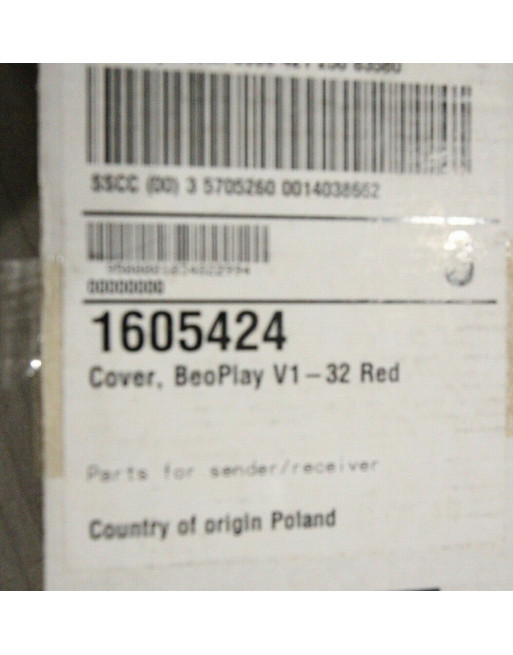 SSCC (00) 3 5705260 0014038662
00000000
1605424
Cover, BeoPlay V1-32 Red
Parts for sender/receiver
Country of origin Poland